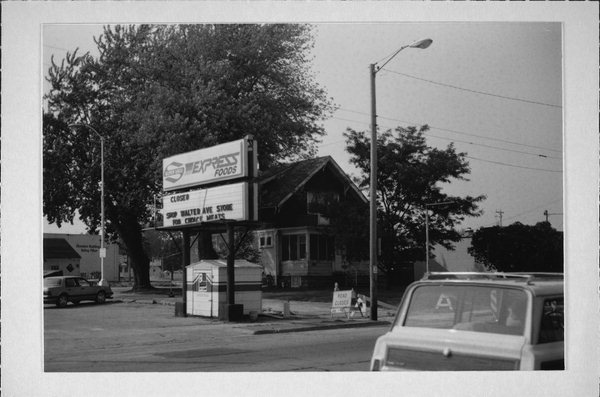 EXPRESS
FOODS
CLOSED
SHOP WALTER AVE STORE
FOR CHOICE MEATS
ROAD
CLOSED